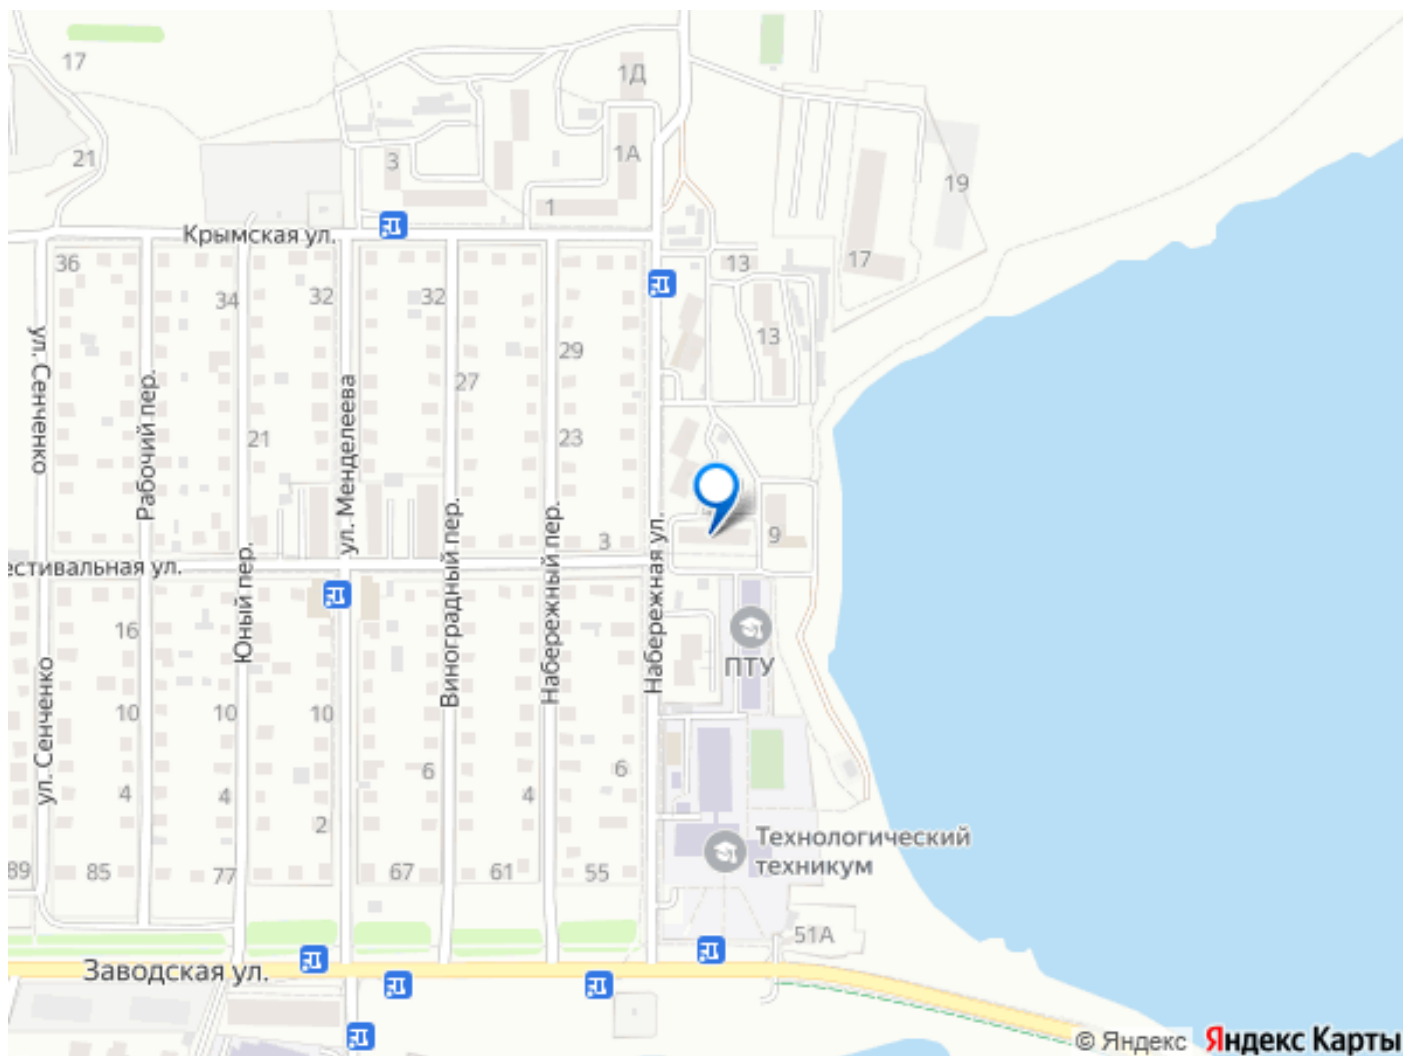 1Д
17
1А
21
3
19
1
Крымская ул.
36
13
17
34
32
32
13
29
ул. Сенченко
Рабочий пер.
ул. Менделеева
27
21
23
Виноградный пер.
Набережный пер.
Набережная ул.
3
9
естивальная ул.
Юный пер.
16
ПТУ
ул. Сенченко
10
10
10
6
6
4
4
4
2
Технологический
техникум
89
85
77
67
61
55
51А
Заводская ул.
© Яндекс Яндекс Карты